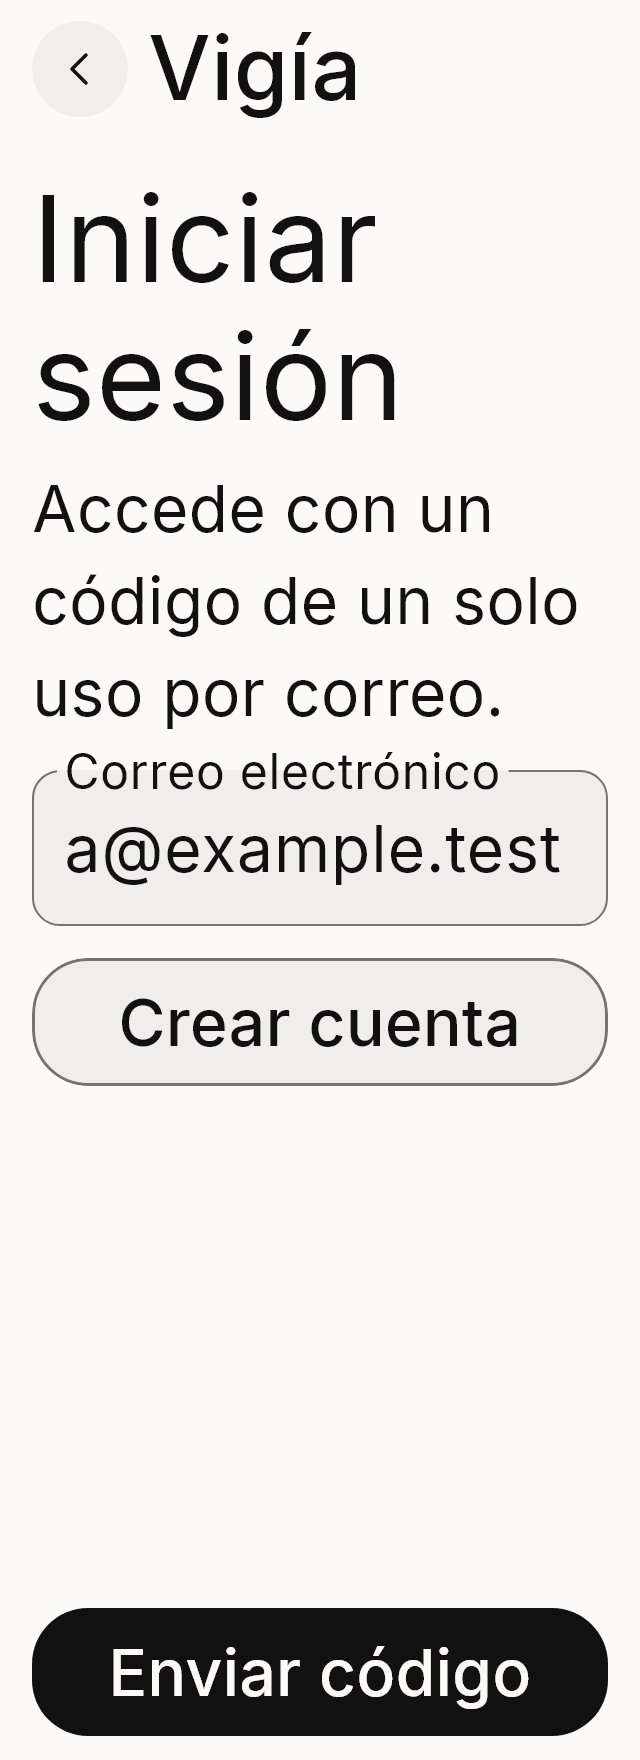 Vigía
Iniciar
sesión
Accede con un
código de un solo
uso por correo.
Correo electrónico
a@example.test
Crear cuenta
Enviar código